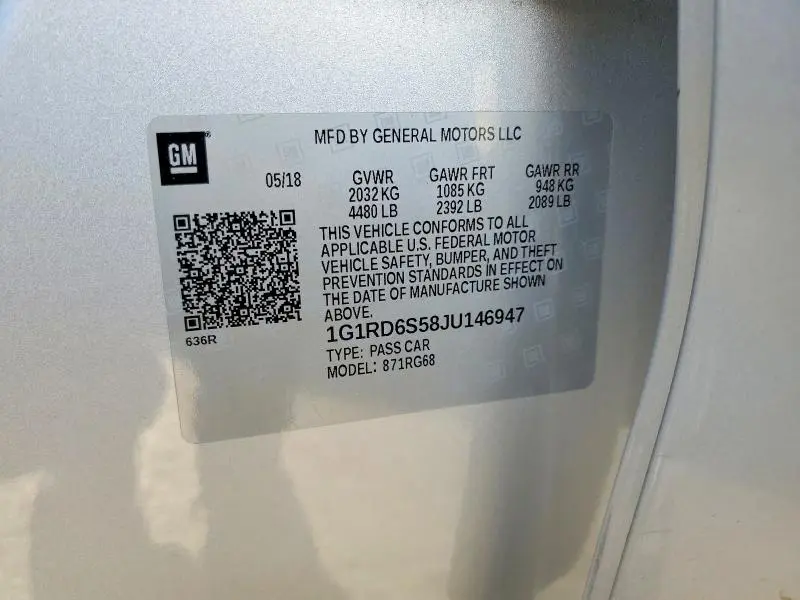 GM
MFD BY GENERAL MOTORS LLC
05/18
GVWR GAWR FRT GAWR RR
2032 KG 1085 KG 948 KG
4480 LB 2392 LB 2089 LB
THIS VEHICLE CONFORMS TO ALL
APPLICABLE U.S. FEDERAL MOTOR
VEHICLE SAFETY, BUMPER, AND THEFT
PREVENTION STANDARDS IN EFFECT ON
THE DATE OF MANUFACTURE SHOWN
ABOVE.
1G1RD6S58JU146947
636R
TYPE: PASS CAR
MODEL: 871RG68